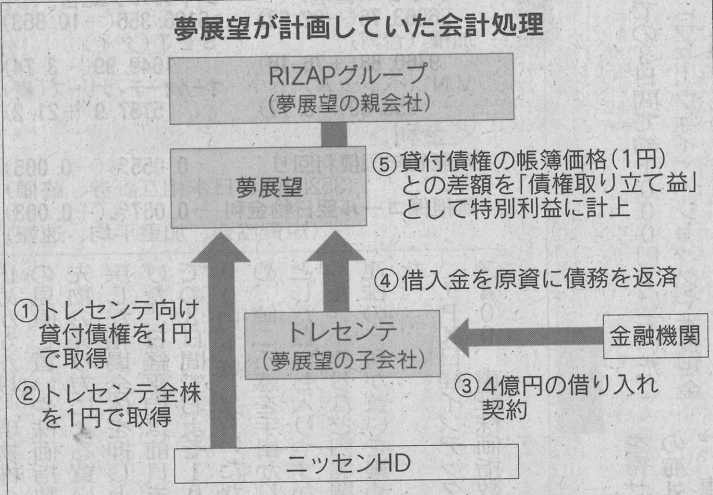 夢展望が計画していた会計処理
RIZAPグループ
(夢展望の親会社)
夢展望
⑤貸付債権の帳簿価格(1円)
との差額を「債権取り立て益」
として特別利益に計上
④借入金を原資に債務を返済
①トレセンテ向け
貸付債権を1円
で取得
トレセンテ
(夢展望の子会社)
金融機関
②トレセンテ全株
を1円で取得
③4億円の借り入れ
契約
ニッセンHD